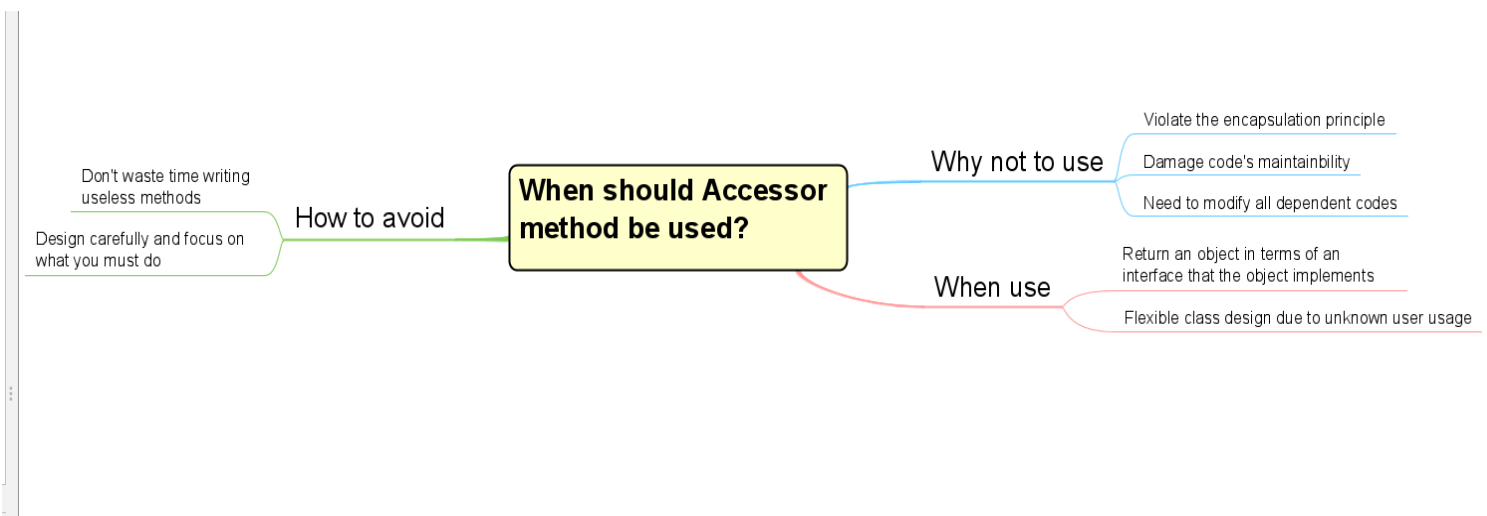 When should Accessor
method be used?
Why not to use
Violate the encapsulation principle
Damage code's maintainbility
Need to modify all dependent codes
When use
Return an object in terms of an
interface that the object implements
Flexible class design due to unknown user usage
How to avoid
Don't waste time writing
useless methods
Design carefully and focus on
what you must do